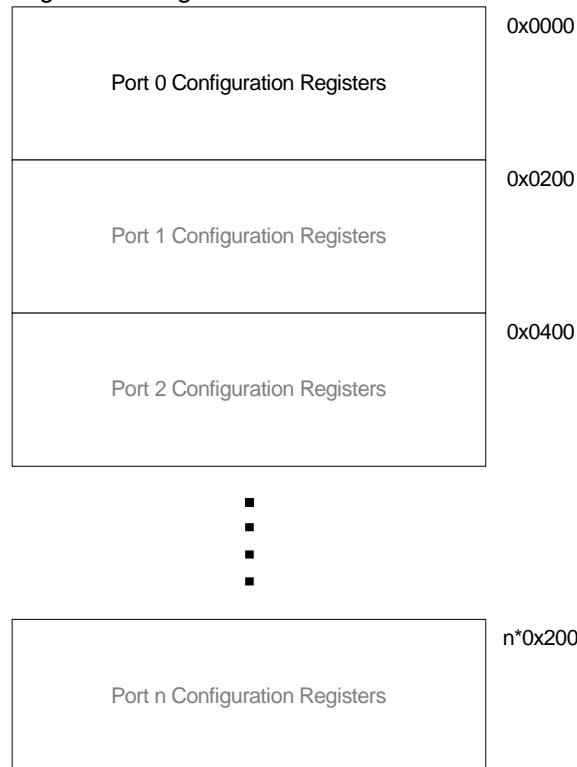 0x0000
Port 0 Configuration Registers
0x0200
Port 1 Configuration Registers
0x0400
Port 2 Configuration Registers
n*0x200
Port n Configuration Registers